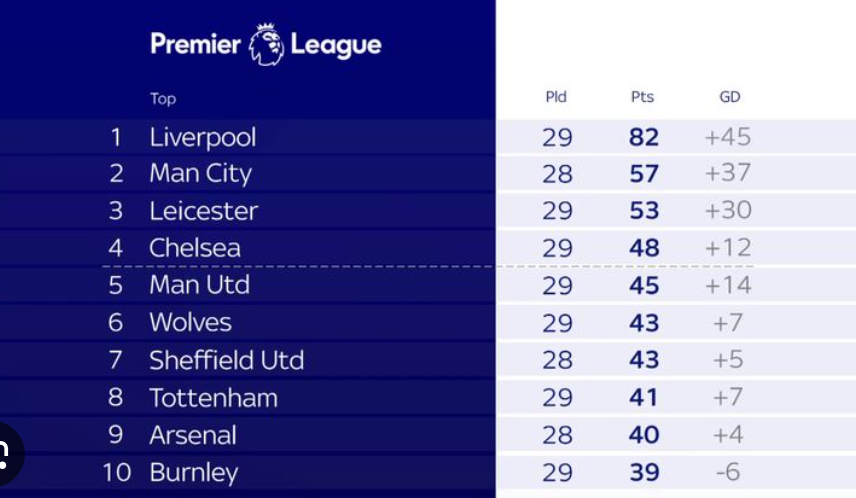 Premier League
Top Pld Pts GD
1 Liverpool 29 82 +45
2 Man City 28 57 +37
3 Leicester 29 53 +30
4 Chelsea 29 48 +12
5 Man Utd 29 45 +14
6 Wolves 29 43 +7
7 Sheffield Utd 28 43 +5
8 Tottenham 29 41 +7
9 Arsenal 28 40 +4
10 Burnley 29 39 -6